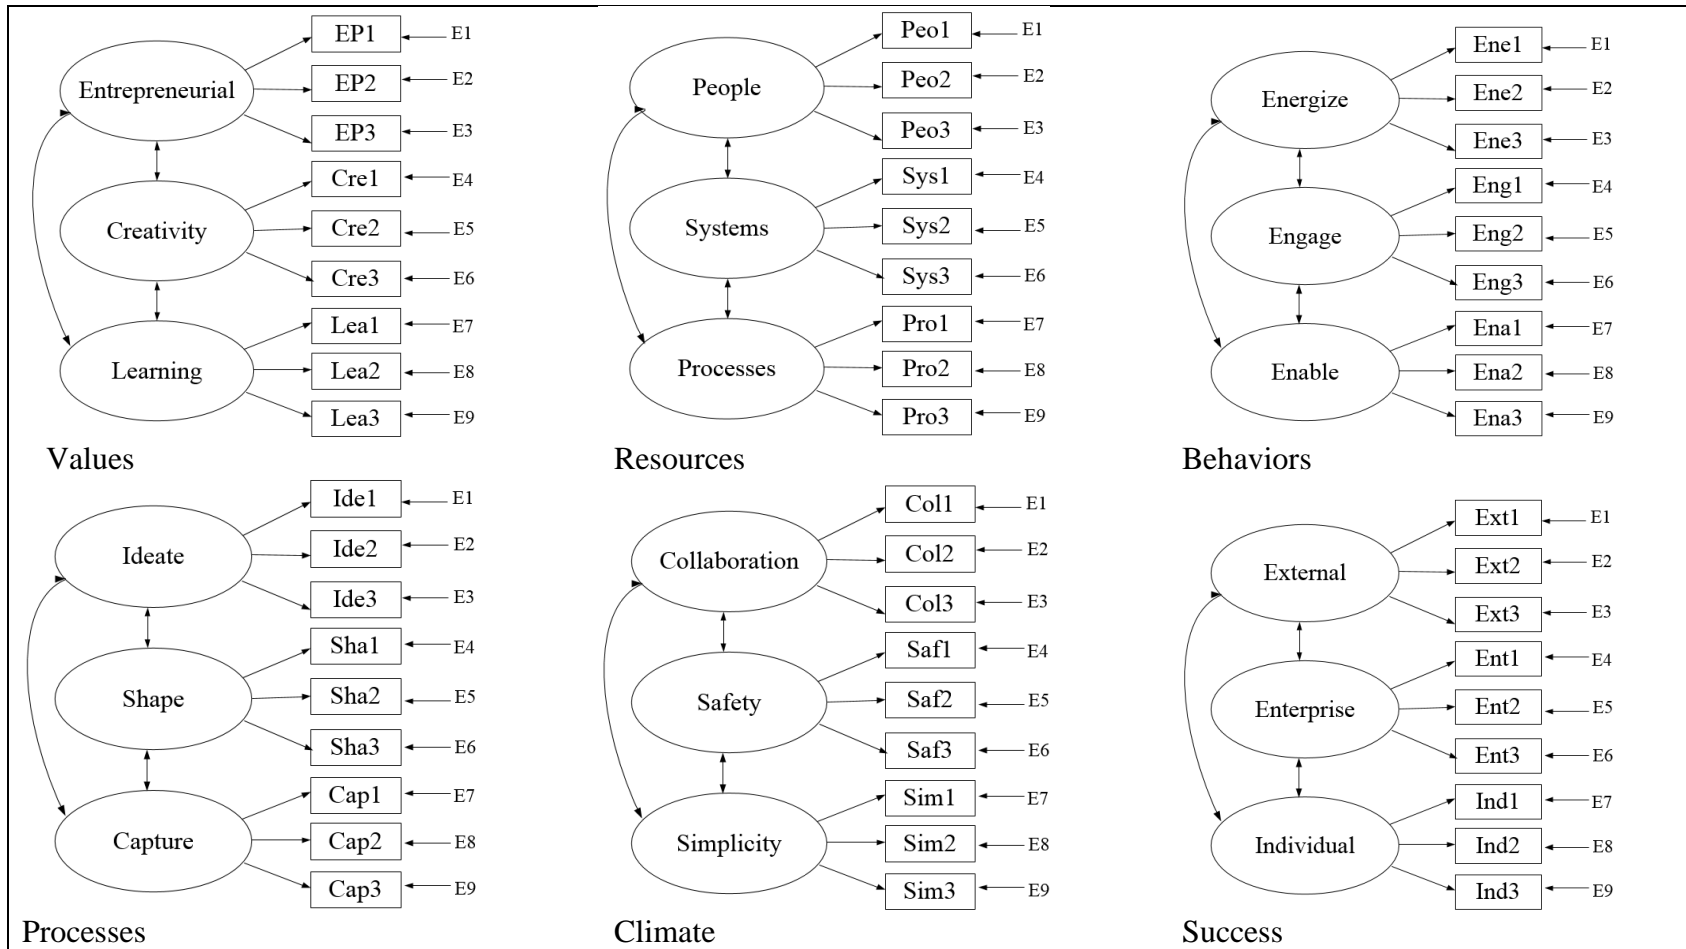 EP1
E1
Entrepreneurial
EP2
E2
EP3
E3
Cre1
E4
Creativity
Cre2
E5
Cre3
E6
Lea1
E7
Learning
Lea2
E8
Lea3
E9
Values
Peo1
E1
People
Peo2
E2
Peo3
E3
Sys1
E4
Systems
Sys2
E5
Sys3
E6
Pro1
E7
Processes
Pro2
E8
Pro3
E9
Resources
Ene1
E1
Energize
Ene2
E2
Ene3
E3
Eng1
E4
Engage
Eng2
E5
Eng3
E6
Ena1
E7
Enable
Ena2
E8
Ena3
E9
Behaviors
Ide1
E1
Ideate
Ide2
E2
Ide3
E3
Sha1
E4
Shape
Sha2
E5
Sha3
E6
Cap1
E7
Capture
Cap2
E8
Cap3
E9
Processes
Col1
E1
Collaboration
Col2
E2
Col3
E3
Saf1
E4
Safety
Saf2
E5
Saf3
E6
Sim1
E7
Simplicity
Sim2
E8
Sim3
E9
Climate
Ext1
E1
External
Ext2
E2
Ext3
E3
Ent1
E4
Enterprise
Ent2
E5
Ent3
E6
Ind1
E7
Individual
Ind2
E8
Ind3
E9
Success